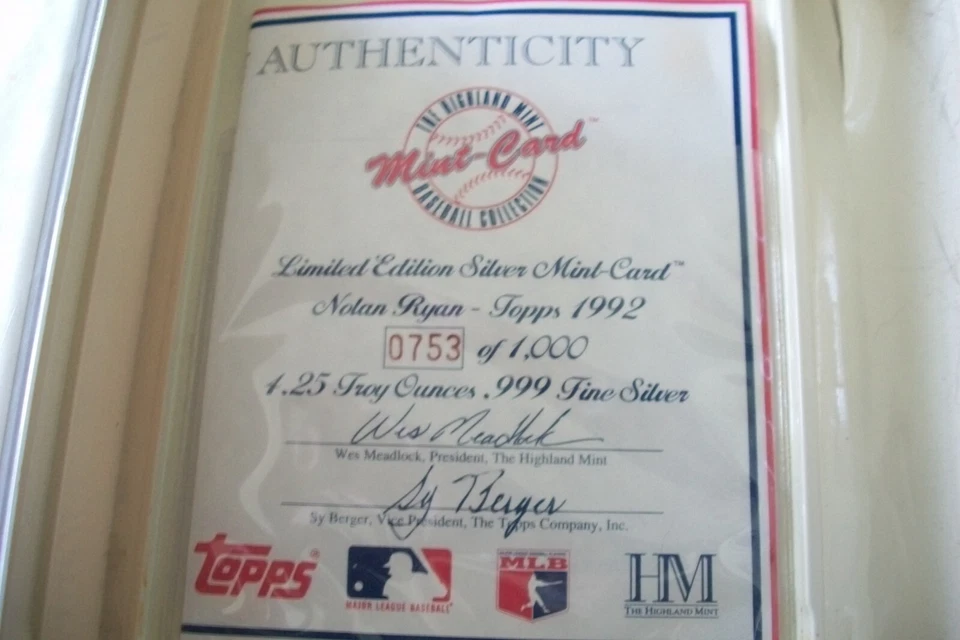 AUTHENTICITY
THE HIGHLAND MINT
Mint-Card™
BASEBALL COLLECTION
Limited Edition Silver Mint-Card™
Nolan Ryan - Topps 1992
0753 of 1,000
4.25 Troy Ounces .999 Fine Silver
Wes Meadlock
Wes Meadlock, President, The Highland Mint
Sy Berger
Sy Berger, Vice President, The Topps Company, Inc.
topps®
MAJOR LEAGUE BASEBALL
MLB
HM
THE HIGHLAND MINT